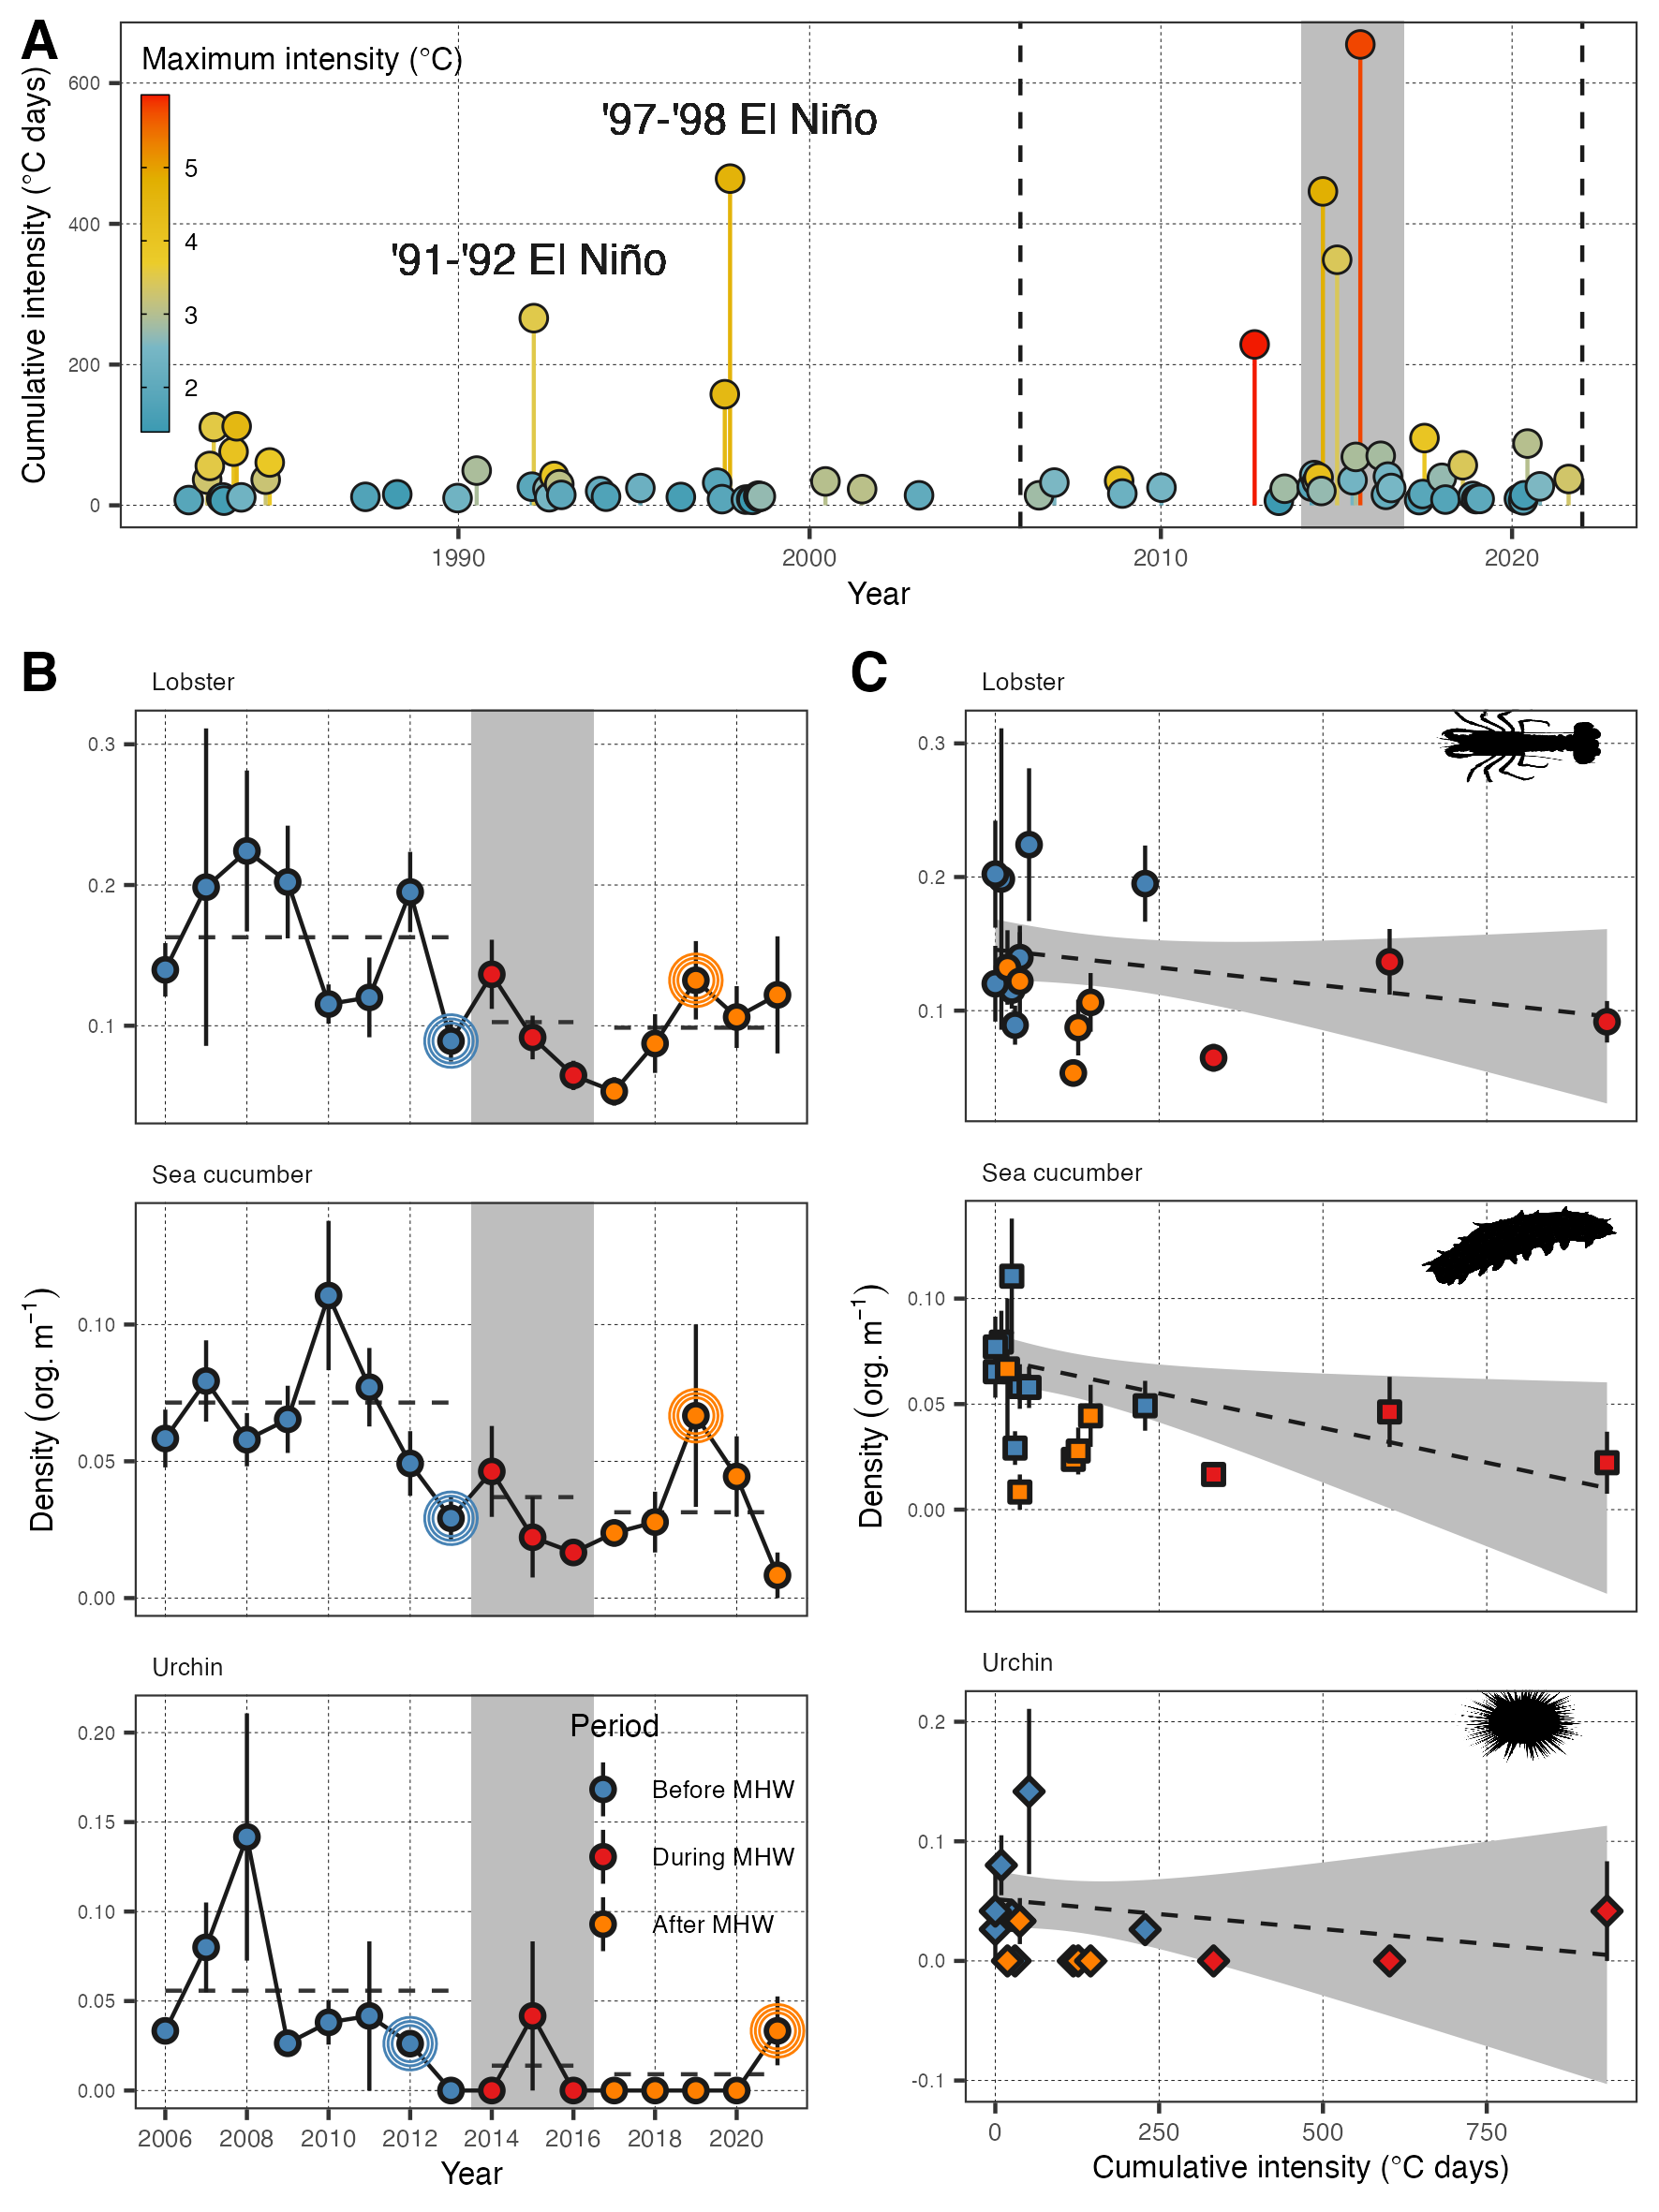 A
Maximum intensity (°C)
5
4
3
2
'97-'98 El Niño
'91-'92 El Niño
Cumulative intensity (°C days)
600
400
200
0
1990
2000
2010
2020
Year
B
Lobster
0.3
0.2
0.1
Sea cucumber
Density (org. m⁻¹)
0.10
0.05
0.00
Urchin
0.20
0.15
0.10
0.05
0.00
Period
Before MHW
During MHW
After MHW
2006
2008
2010
2012
2014
2016
2018
2020
Year
C
Lobster
0.3
0.2
0.1
Sea cucumber
Density (org. m⁻¹)
0.10
0.05
0.00
Urchin
0.2
0.1
0.0
-0.1
0
250
500
750
Cumulative intensity (°C days)